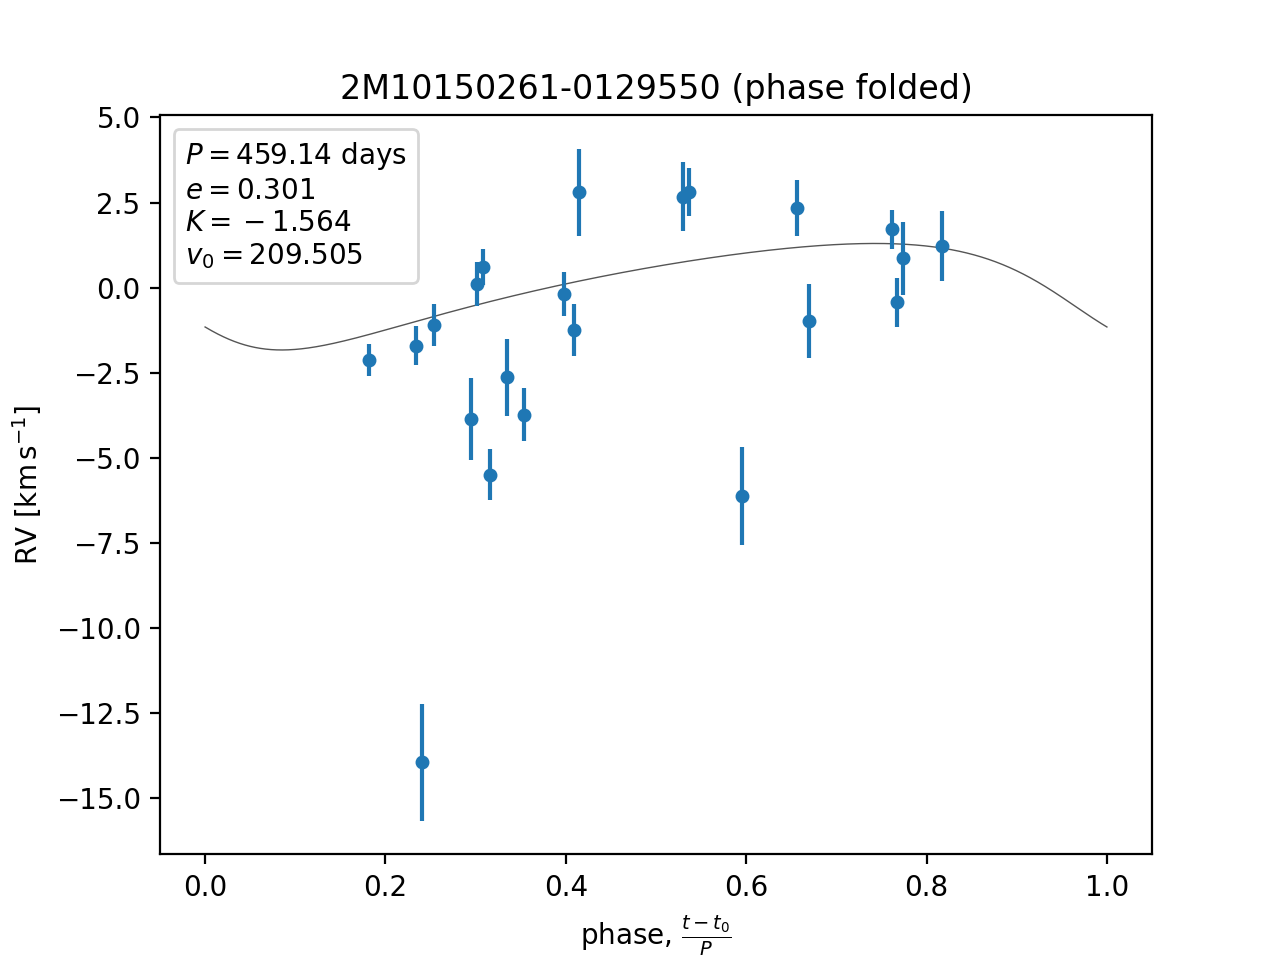 2M10150261-0129550 (phase folded)
P = 459.14 days
e = 0.301
K = −1.564
v₀ = 209.505
5.0
2.5
0.0
−2.5
−5.0
−7.5
−10.0
−12.5
−15.0
RV [km s⁻¹]
0.0 0.2 0.4 0.6 0.8 1.0
phase, (t − t₀)/P